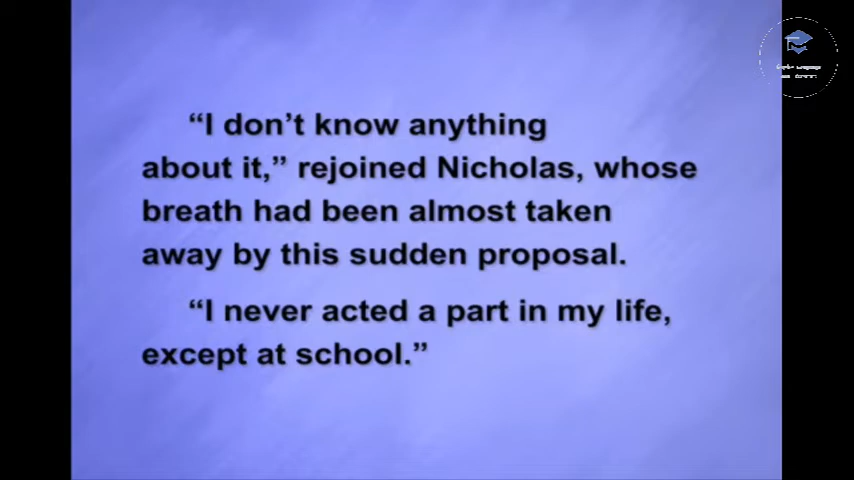 “I don’t know anything
about it,” rejoined Nicholas, whose
breath had been almost taken
away by this sudden proposal.
“I never acted a part in my life,
except at school.”